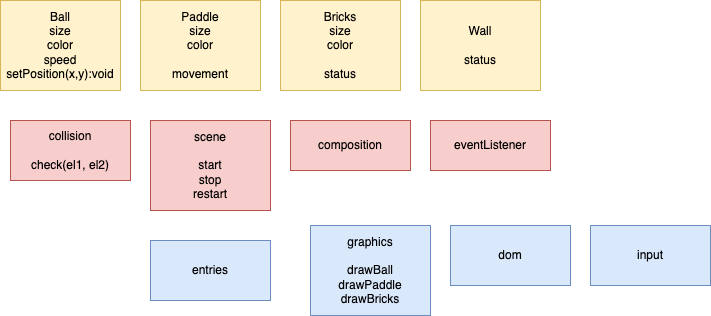 Ball
size
color
speed
setPosition(x,y):void
Paddle
size
color
movement
Bricks
size
color
status
Wall
status
collision
check(el1, el2)
scene
start
stop
restart
composition
eventListener
entries
graphics
drawBall
drawPaddle
drawBricks
dom
input